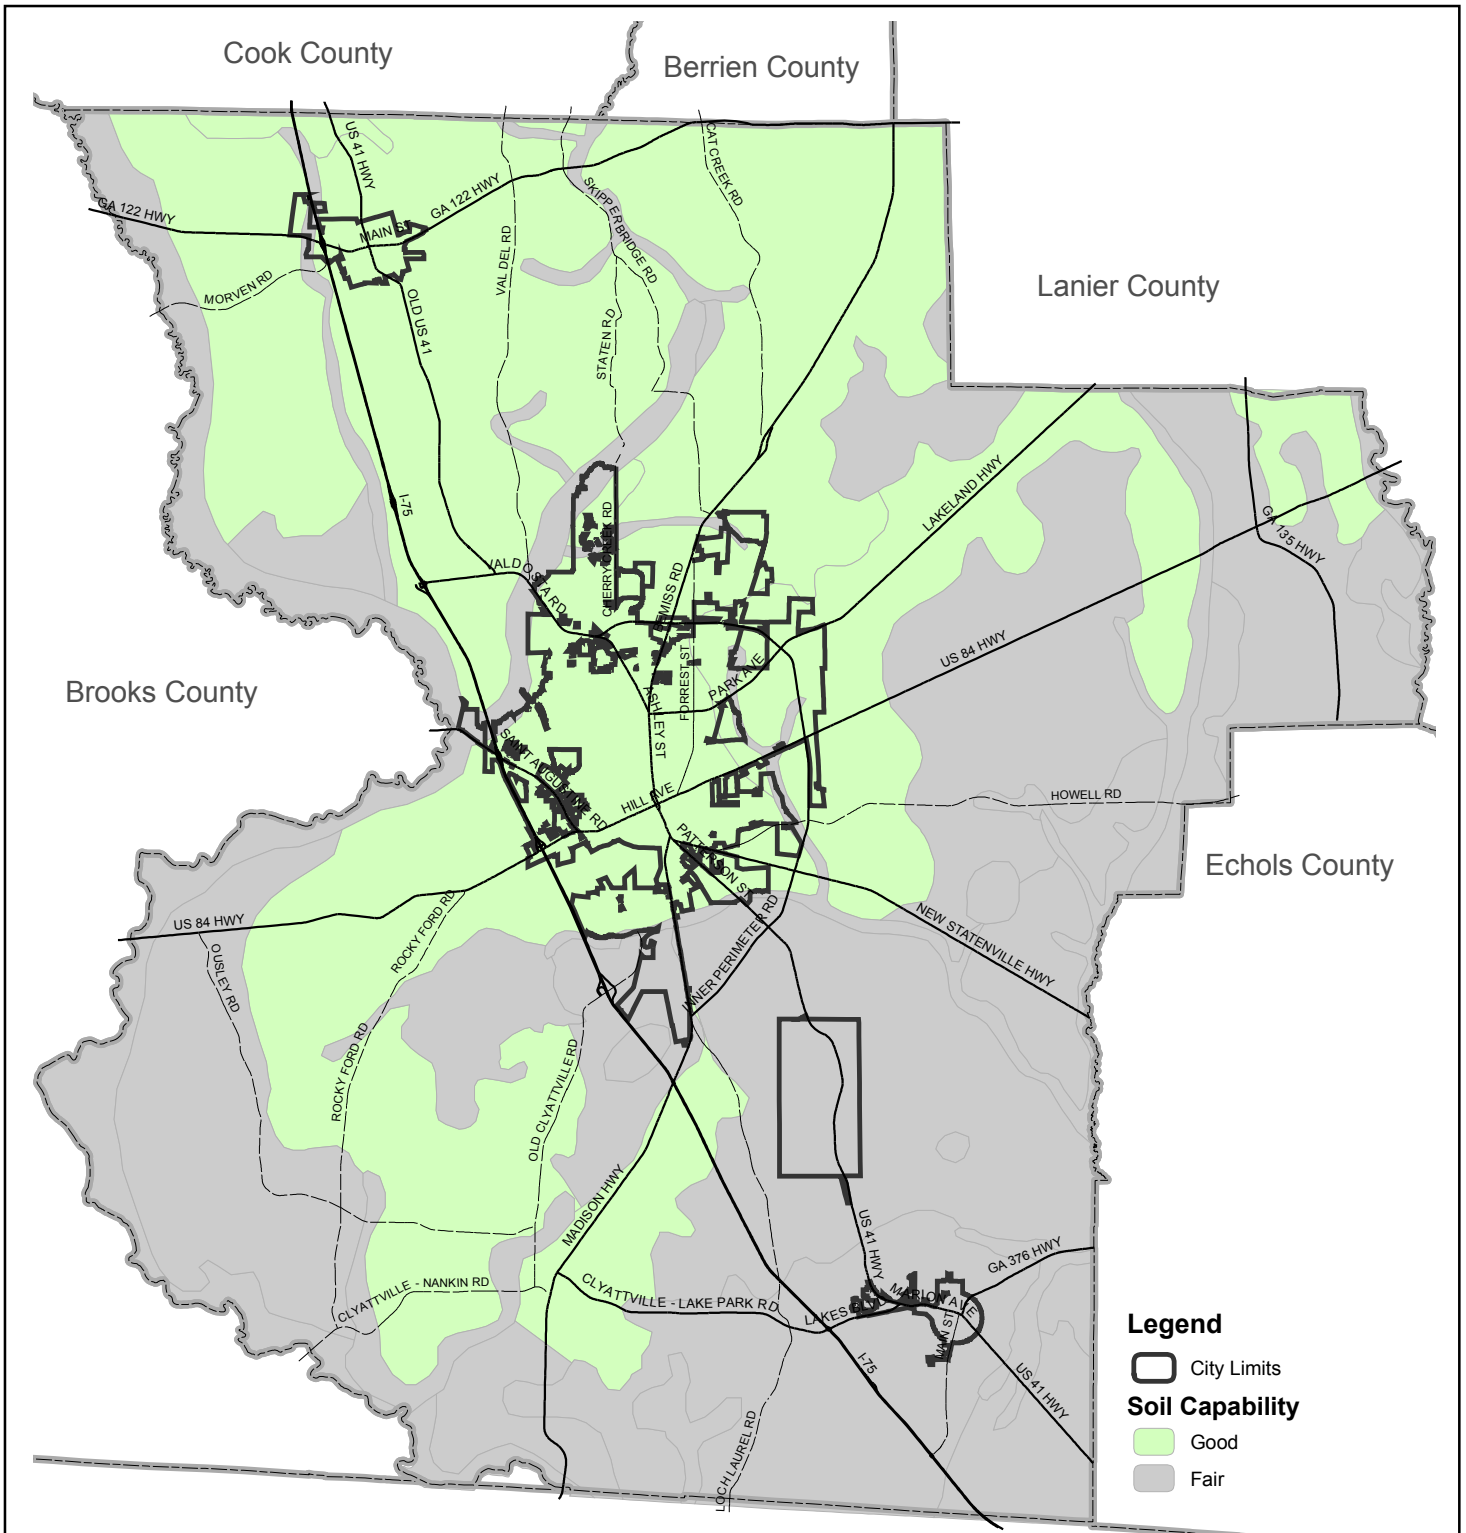 Cook County
Berrien County
US 41 HWY
CAT CREEK RD
GA 122 HWY
GA 122 HWY
SKIPPER BRIDGE RD
MAIN ST
VAL DEL RD
MORVEN RD
Lanier County
OLD US 41
STATEN RD
I-75
LAKELAND HWY
CHERRY CREEK RD
GA 135 HWY
VALDOSTA RD
BEMISS RD
US 84 HWY
FORREST ST
PARK AVE
Brooks County
ASHLEY ST
SAINT AUGUSTINE RD
HILL AVE
HOWELL RD
PATTERSON ST
Echols County
US 84 HWY
ROCKY FORD RD
NEW STATENVILLE HWY
OUSLEY RD
INNER PERIMETER RD
ROCKY FORD RD
OLD CLYATTVILLE RD
MADISON HWY
US 41 HWY
GA 376 HWY
CLYATTVILLE - NANKIN RD
CLYATTVILLE - LAKE PARK RD
LAKES BLVD
MARION AVE
MAIN ST
I-75
US 41 HWY
LOCH LAUREL RD
Legend
City Limits
Soil Capability
Good
Fair